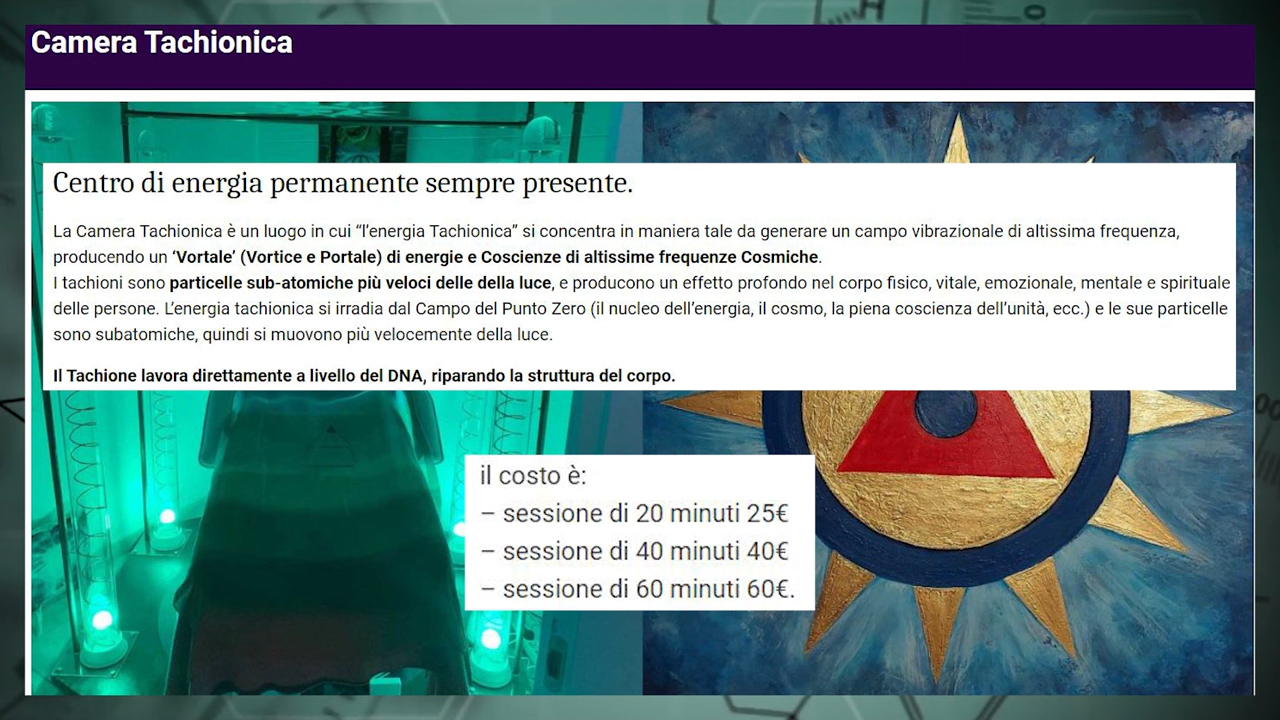 Camera Tachionica
Centro di energia permanente sempre presente.
La Camera Tachionica è un luogo in cui “l’energia Tachionica” si concentra in maniera tale da generare un campo vibrazionale di altissima frequenza,
producendo un ‘Vortale’ (Vortice e Portale) di energie e Coscienze di altissime frequenze Cosmiche.
I tachioni sono particelle sub-atomiche più veloci delle della luce, e producono un effetto profondo nel corpo fisico, vitale, emozionale, mentale e spirituale
delle persone. L’energia tachionica si irradia dal Campo del Punto Zero (il nucleo dell’energia, il cosmo, la piena coscienza dell’unità, ecc.) e le sue particelle
sono subatomiche, quindi si muovono più velocemente della luce.
Il Tachione lavora direttamente a livello del DNA, riparando la struttura del corpo.
il costo è:
– sessione di 20 minuti 25€
– sessione di 40 minuti 40€
– sessione di 60 minuti 60€.